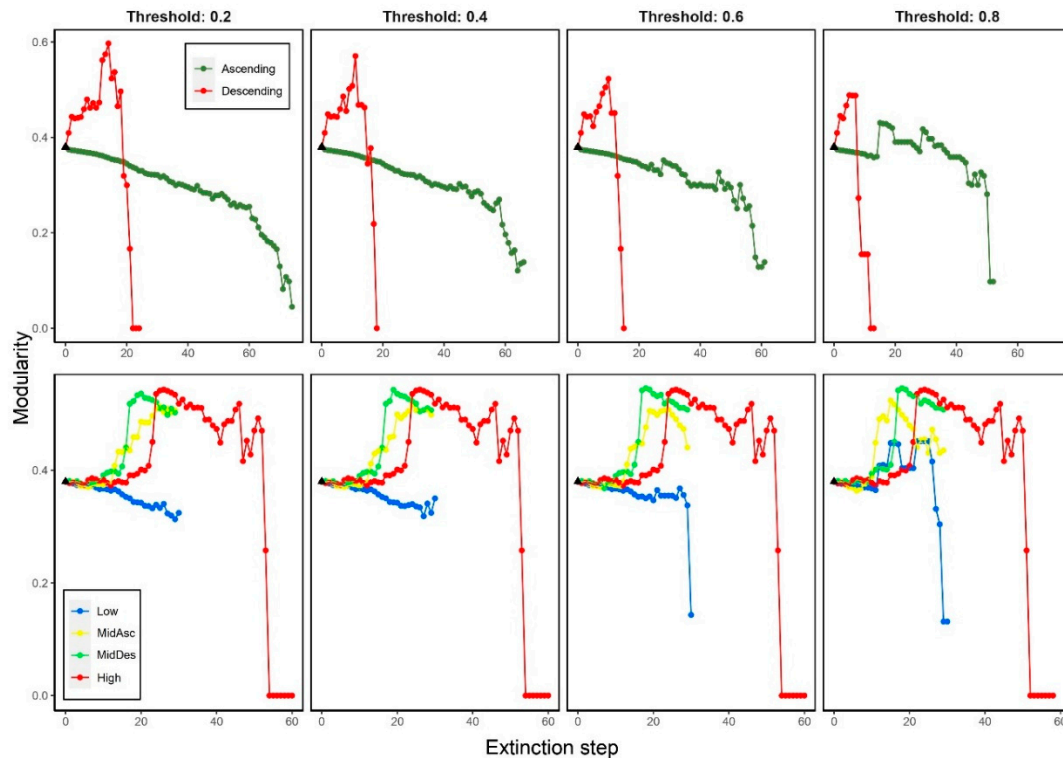 Threshold: 0.2 Threshold: 0.4 Threshold: 0.6 Threshold: 0.8
0.6
0.4
0.2
0.0
Ascending
Descending
0 20 40 60 0 20 40 60 0 20 40 60 0 20 40 60
Modularity
0.4
0.2
0.0
Low
MidAsc
MidDes
High
0 20 40 60 0 20 40 60 0 20 40 60 0 20 40 60
Extinction step